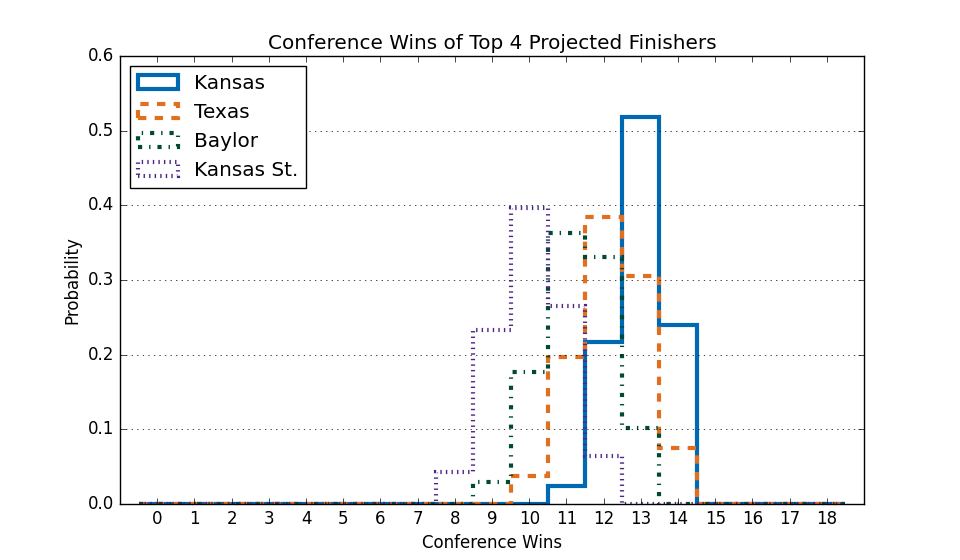 Conference Wins of Top 4 Projected Finishers
0.6
Kansas
Texas
Baylor
Kansas St.
0.5
0.4
0.3
0.2
0.1
0.0
Probability
0 1 2 3 4 5 6 7 8 9 10 11 12 13 14 15 16 17 18
Conference Wins